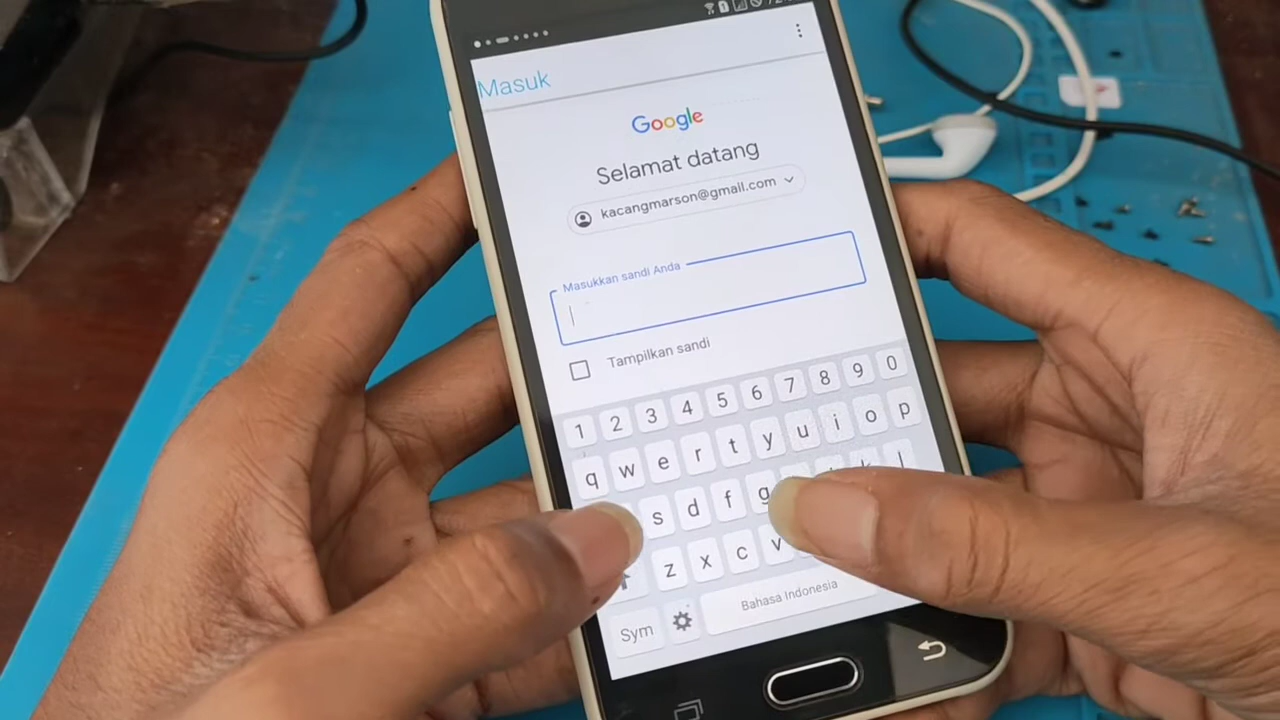 Masuk
Google
Selamat datang
kacangmarson@gmail.com
Masukkan sandi Anda
Tampilkan sandi
1 2 3 4 5 6 7 8 9 0
q w e r t y u i o p
s d f g l
z x c v
Sym Bahasa Indonesia